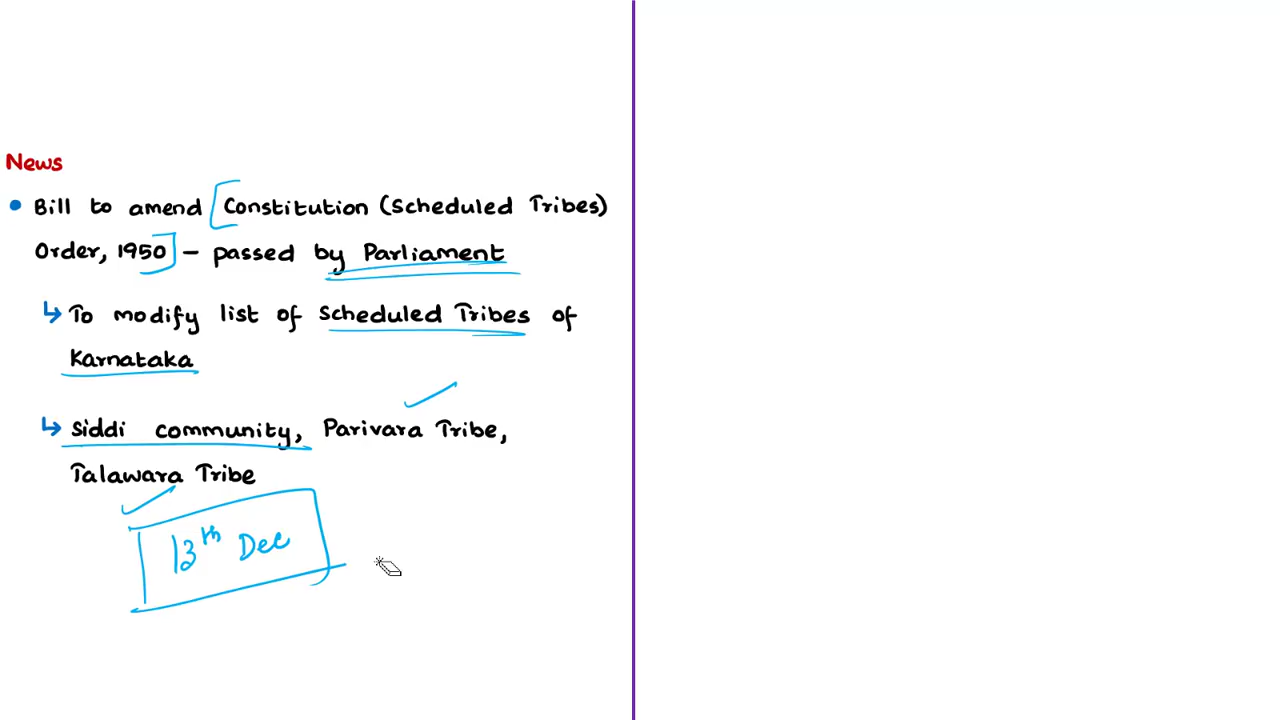 News
• Bill to amend [Constitution (Scheduled Tribes)
Order, 1950] – passed by Parliament
↳ To modify list of Scheduled Tribes of
Karnataka
↳ Siddi community, Parivara Tribe,
Talawara Tribe
13th Dec